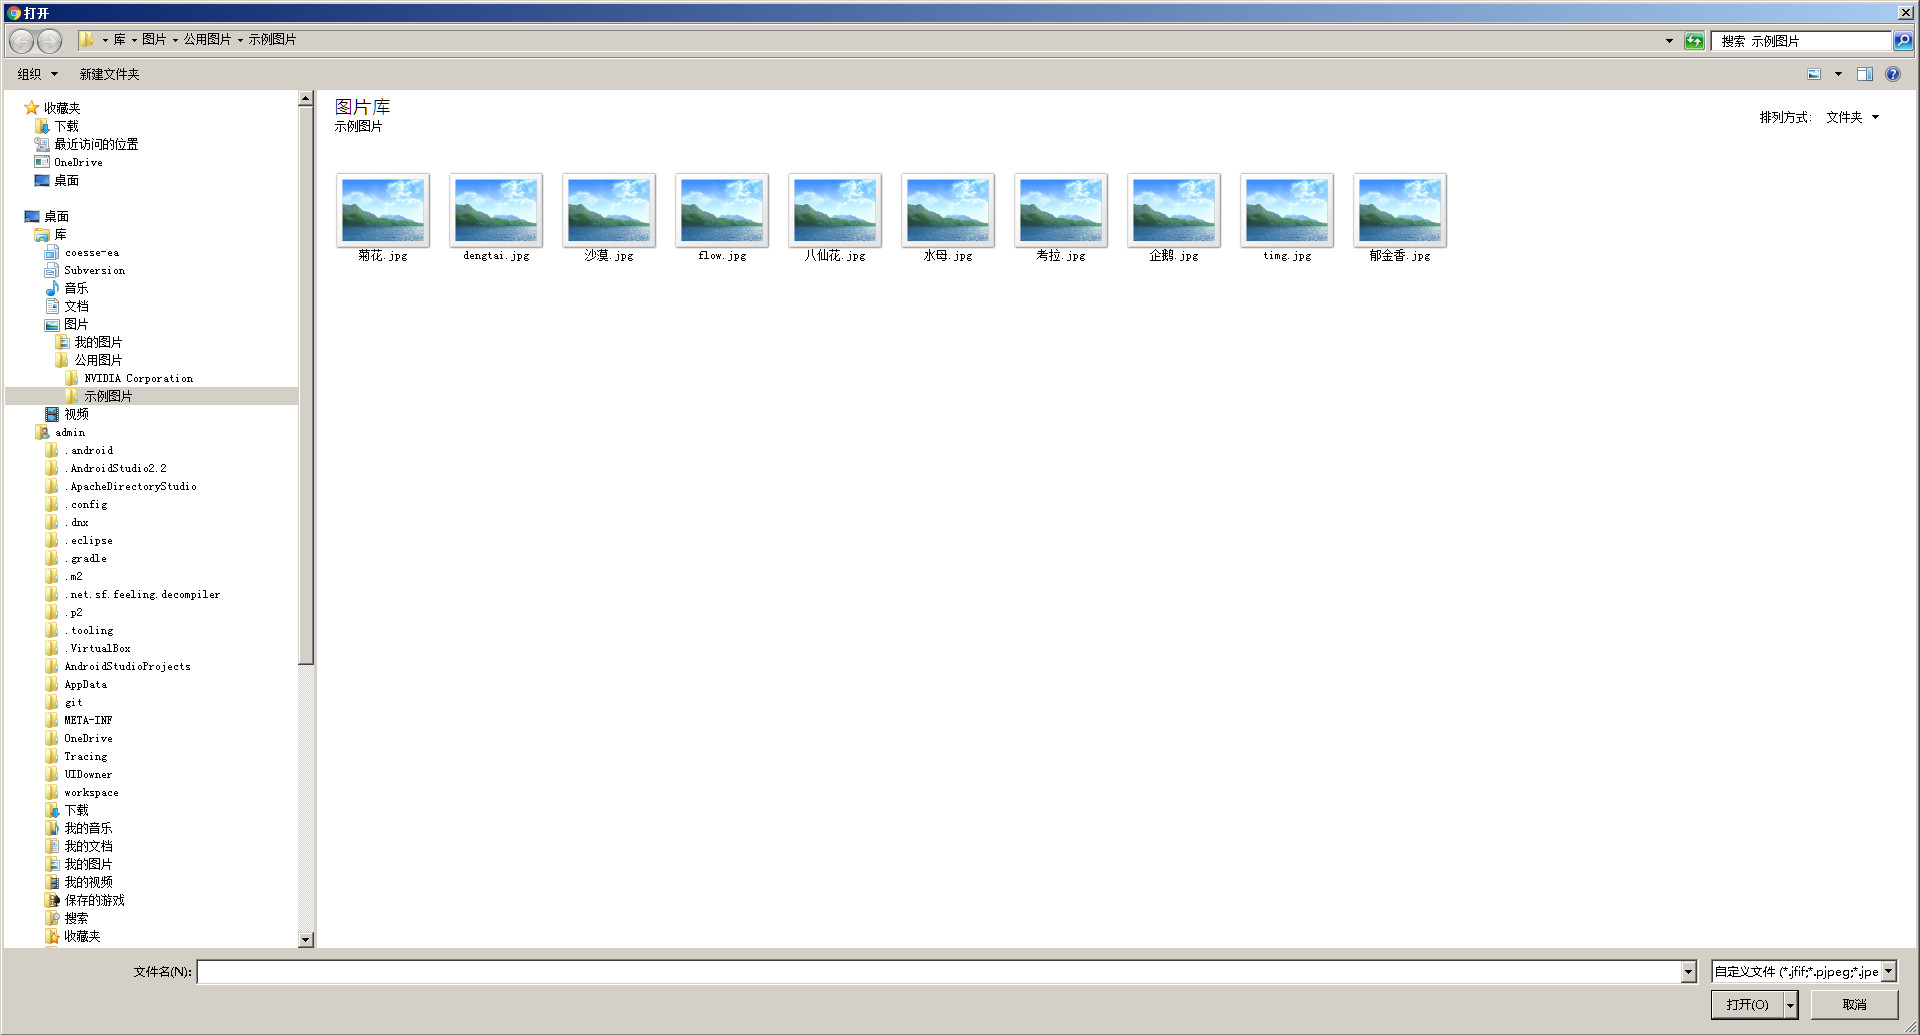 打开
库 图片 公用图片 示例图片
搜索 示例图片
组织 新建文件夹
收藏夹
下载
最近访问的位置
OneDrive
桌面
桌面
库
coesse-ea
Subversion
音乐
文档
图片
我的图片
公用图片
NVIDIA Corporation
示例图片
视频
admin
.android
.AndroidStudio2.2
.ApacheDirectoryStudio
.config
.dnx
.eclipse
.gradle
.m2
.net.sf.feeling.decompiler
.p2
.tooling
.VirtualBox
AndroidStudioProjects
AppData
git
META-INF
OneDrive
Tracing
UIDowner
workspace
下载
我的音乐
我的文档
我的图片
我的视频
保存的游戏
搜索
收藏夹
图片库
示例图片
排列方式: 文件夹
菊花.jpg dengtai.jpg 沙漠.jpg flow.jpg 八仙花.jpg 水母.jpg 考拉.jpg 企鹅.jpg timg.jpg 郁金香.jpg
文件名(N):
自定义文件 (*.jfif;*.pjpeg;*.jpe
打开(O) 取消